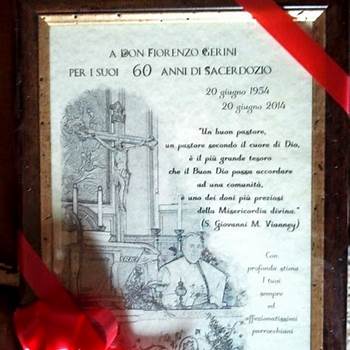 A DON FIORENZO GERINI
PER I SUOI 60 ANNI DI SACERDOZIO
20 giugno 1954
20 giugno 2014
"Un buon pastore,
un pastore secondo il cuore di Dio,
è il più grande tesoro
che il Buon Dio possa accordare
ad una comunità,
è uno dei doni più preziosi
della Misericordia divina."
(S. Giovanni M. Vianney)
Con
profonda stima
I tuoi
sempre
ed
affezionatissimi
parrocchiani